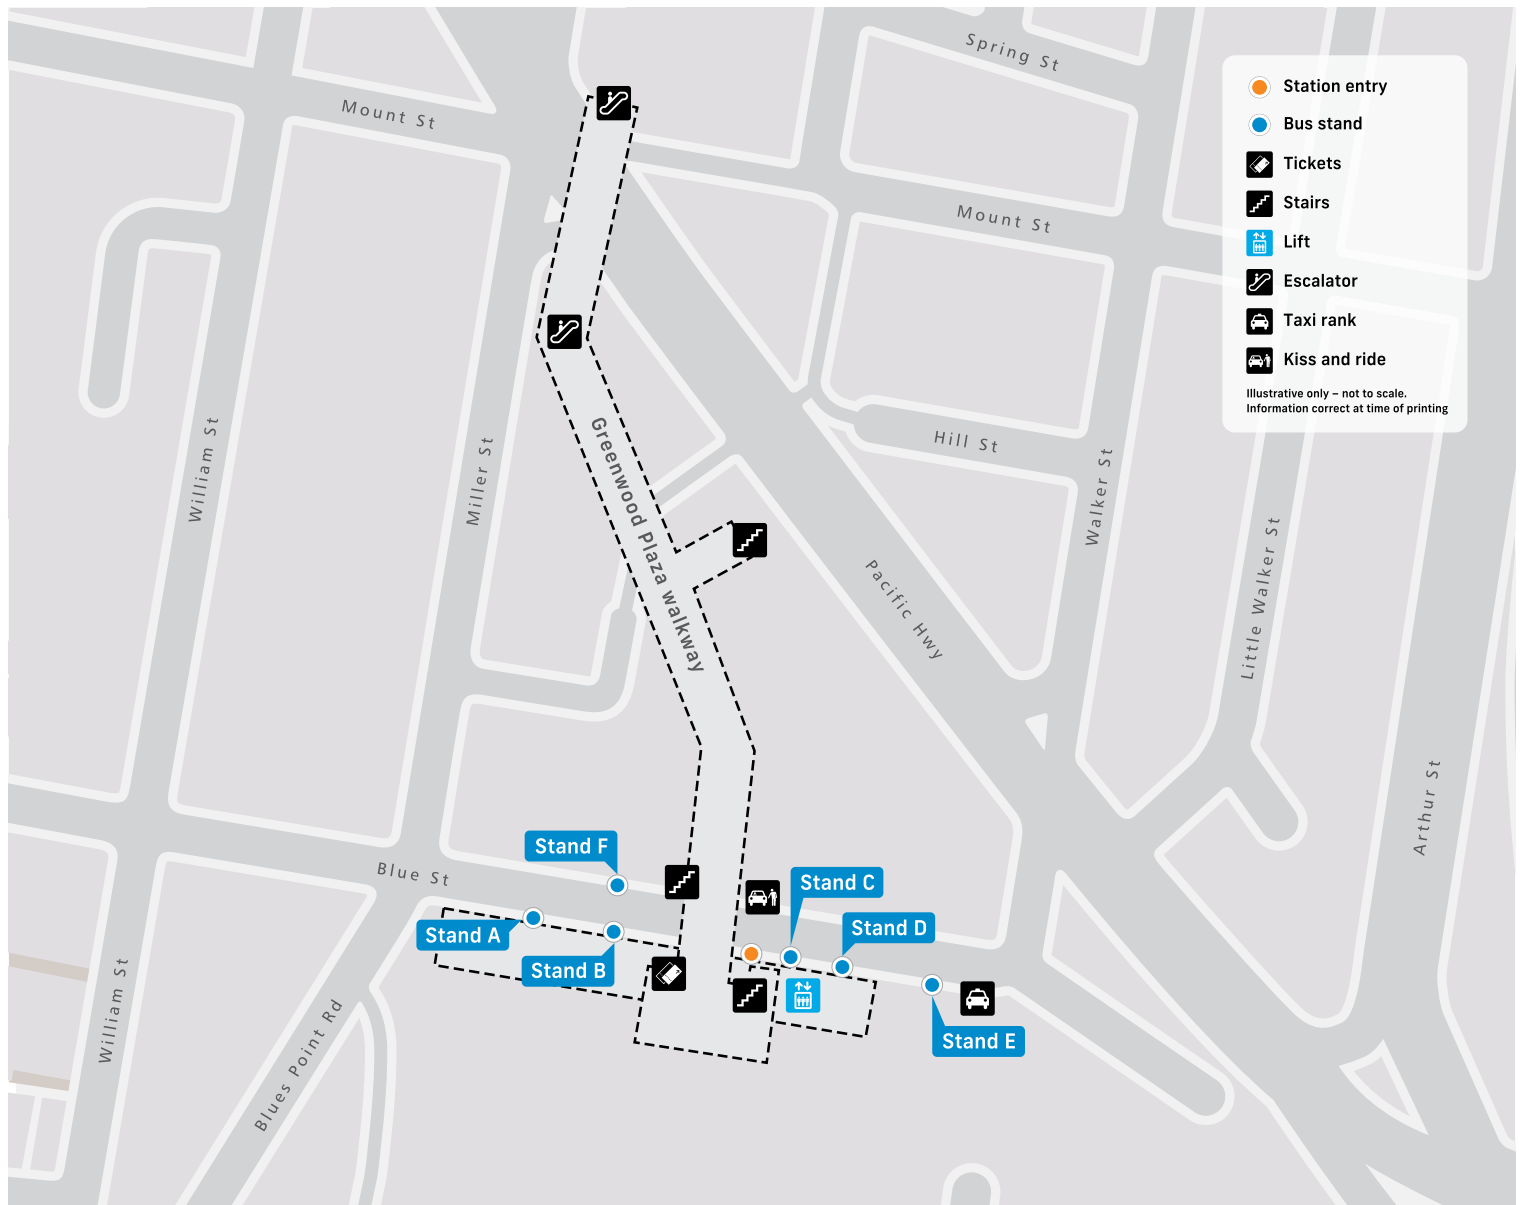 Spring St
Mount St
Mount St
William St
Miller St
Greenwood Plaza walkway
Hill St
Walker St
Pacific Hwy
Little Walker St
Arthur St
Blue St
William St
Blues Point Rd
Stand F
Stand A
Stand B
Stand C
Stand D
Stand E
Station entry
Bus stand
Tickets
Stairs
Lift
Escalator
Taxi rank
Kiss and ride
Illustrative only – not to scale.
Information correct at time of printing